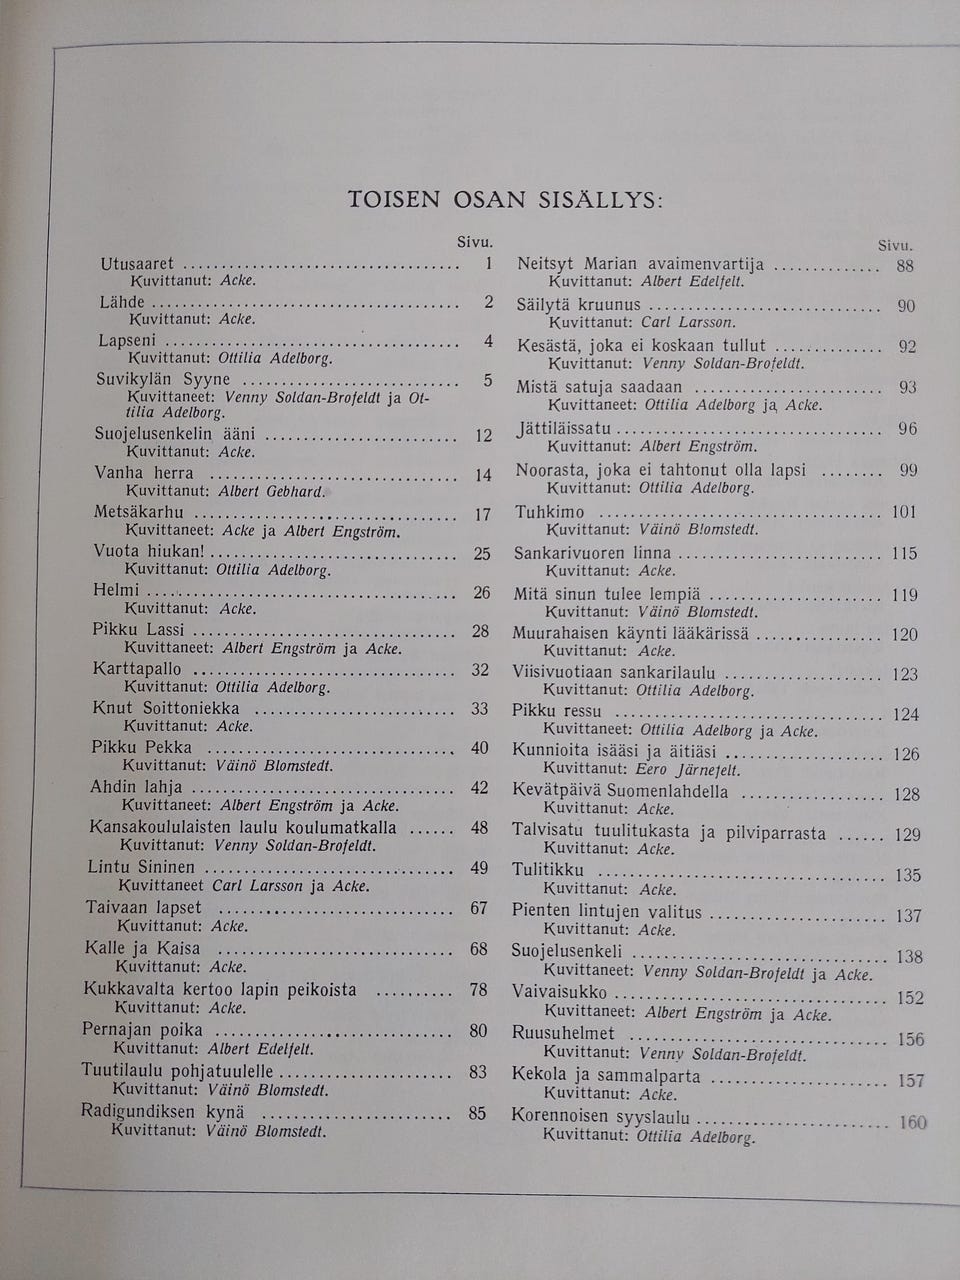 TOISEN OSAN SISÄLLYS:
Sivu.
Utusaaret .................................... 1
Kuvittanut: Acke.
Lähde ........................................ 2
Kuvittanut: Acke.
Lapseni ...................................... 4
Kuvittanut: Ottilia Adelborg.
Suvikylän Syyne ............................ 5
Kuvittaneet: Venny Soldan-Brofeldt ja Ot-
tilia Adelborg.
Suojelusenkelin ääni ......................... 12
Kuvittanut: Acke.
Vanha herra .................................. 14
Kuvittanut: Albert Gebhard.
Metsäkarhu .................................. 17
Kuvittaneet: Acke ja Albert Engström.
Vuota hiukan! ................................ 25
Kuvittanut: Ottilia Adelborg.
Helmi ........................................ 26
Kuvittanut: Acke.
Pikku Lassi .................................. 28
Kuvittaneet: Albert Engström ja Acke.
Karttapallo .................................. 32
Kuvittanut: Ottilia Adelborg.
Knut Soittoniekka .......................... 33
Kuvittanut: Acke.
Pikku Pekka ................................ 40
Kuvittanut: Väinö Blomstedt.
Ahdin lahja .................................. 42
Kuvittaneet: Albert Engström ja Acke.
Kansakoululaisten laulu koulumatkalla ...... 48
Kuvittanut: Venny Soldan-Brofeldt.
Lintu Sininen ................................ 49
Kuvittaneet Carl Larsson ja Acke.
Taivaan lapset .............................. 67
Kuvittanut: Acke.
Kalle ja Kaisa .............................. 68
Kuvittanut: Acke.
Kukkavalta kertoo lapin peikoista .......... 78
Kuvittanut: Acke.
Pernajan poika .............................. 80
Kuvittanut: Albert Edelfelt.
Tuutilaulu pohjatuulelle ...................... 83
Kuvittanut: Väinö Blomstedt.
Radigundiksen kynä ........................ 85
Kuvittanut: Väinö Blomstedt.
Sivu.
Neitsyt Marian avaimenvartija .............. 88
Kuvittanut: Albert Edelfelt.
Säilytä kruunus .............................. 90
Kuvittanut: Carl Larsson.
Kesästä, joka ei koskaan tullut .............. 92
Kuvittanut: Venny Soldan-Brofeldt.
Mistä satuja saadaan ........................ 93
Kuvittaneet: Ottilia Adelborg ja Acke.
Jättiläissatu .................................. 96
Kuvittanut: Albert Engström.
Noorasta, joka ei tahtonut olla lapsi ........ 99
Kuvittanut: Ottilia Adelborg.
Tuhkimo .................................... 101
Kuvittanut: Väinö Blomstedt.
Sankarivuoren linna .......................... 115
Kuvittanut: Acke.
Mitä sinun tulee lempiä ...................... 119
Kuvittanut: Väinö Blomstedt.
Muurahaisen käynti lääkärissä ................ 120
Kuvittanut: Acke.
Viisivuotiaan sankarilaulu .................... 123
Kuvittanut: Ottilia Adelborg.
Pikku ressu .................................. 124
Kuvittaneet: Ottilia Adelborg ja Acke.
Kunnioita isääsi ja äitiäsi .................... 126
Kuvittanut: Eero Järnefelt.
Kevätpäivä Suomenlahdella .................. 128
Kuvittanut: Acke.
Talvisatu tuulitukasta ja pilviparrasta ...... 129
Kuvittanut: Acke.
Tulitikku .................................... 135
Kuvittanut: Acke.
Pienten lintujen valitus ...................... 137
Kuvittanut: Acke.
Suojelusenkeli ................................ 138
Kuvittaneet: Venny Soldan-Brofeldt ja Acke.
Vaivaisukko .................................. 152
Kuvittaneet: Albert Engström ja Acke.
Ruusuhelmet ................................ 156
Kuvittanut: Venny Soldan-Brofeldt.
Kekola ja sammalparta ...................... 157
Kuvittanut: Acke.
Korennoisen syyslaulu ........................ 160
Kuvittanut: Ottilia Adelborg.